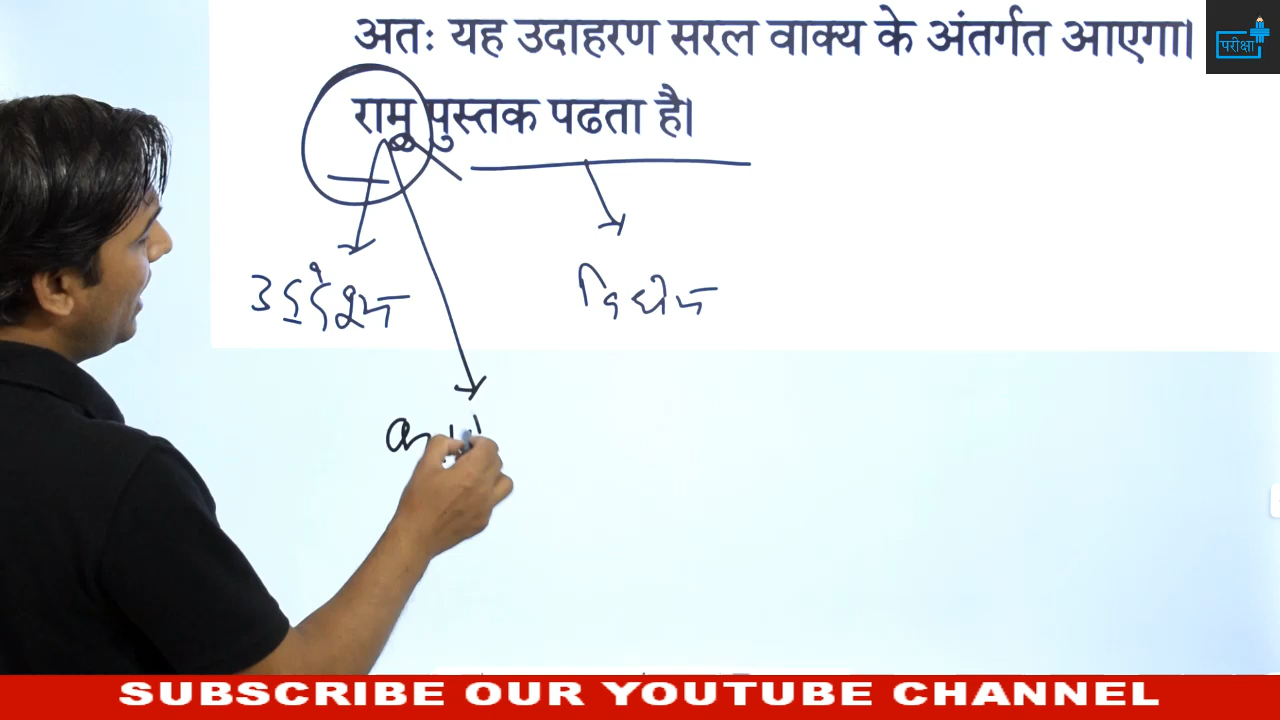 अतः यह उदाहरण सरल वाक्य के अंतर्गत आएगा।
परीक्षा
रामू पुस्तक पढता है।
उद्देश्य
विधेय
SUBSCRIBE OUR YOUTUBE CHANNEL